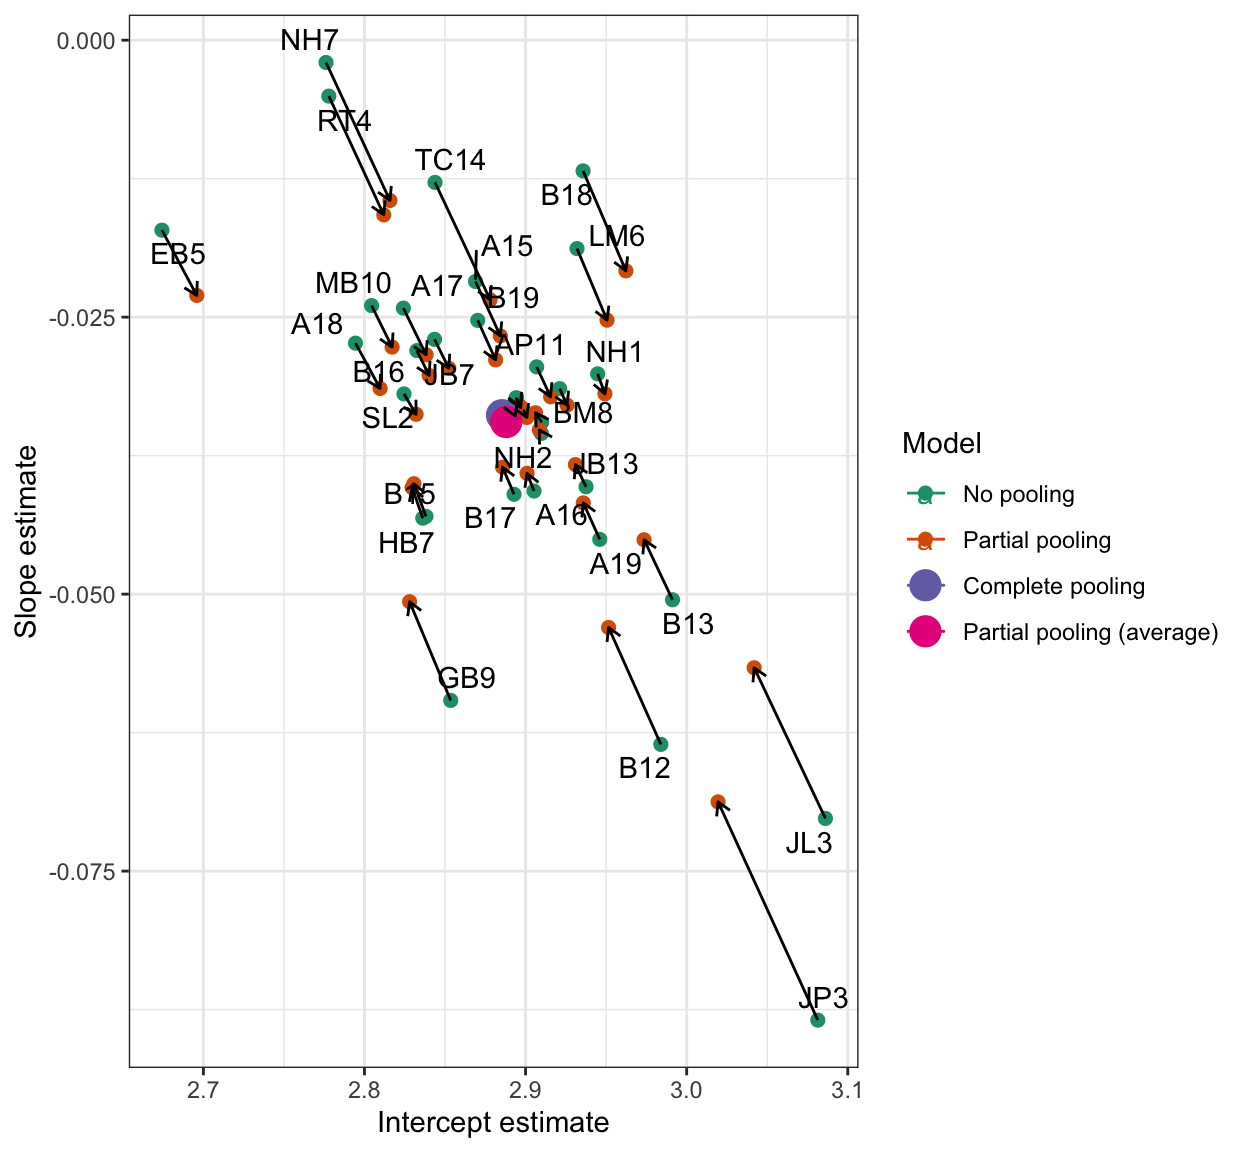 0.000
-0.025
-0.050
-0.075
Slope estimate
NH7
RT4
TC14
B18
EB5
LM6
A15
MB10
A17
B19
A18
AP11
NH1
B16
JB7
SL2
BM8
NH2
IB13
B15
B17
A16
HB7
A19
B13
GB9
B12
JL3
JP3
2.7 2.8 2.9 3.0 3.1
Intercept estimate
Model
a No pooling
a Partial pooling
Complete pooling
Partial pooling (average)